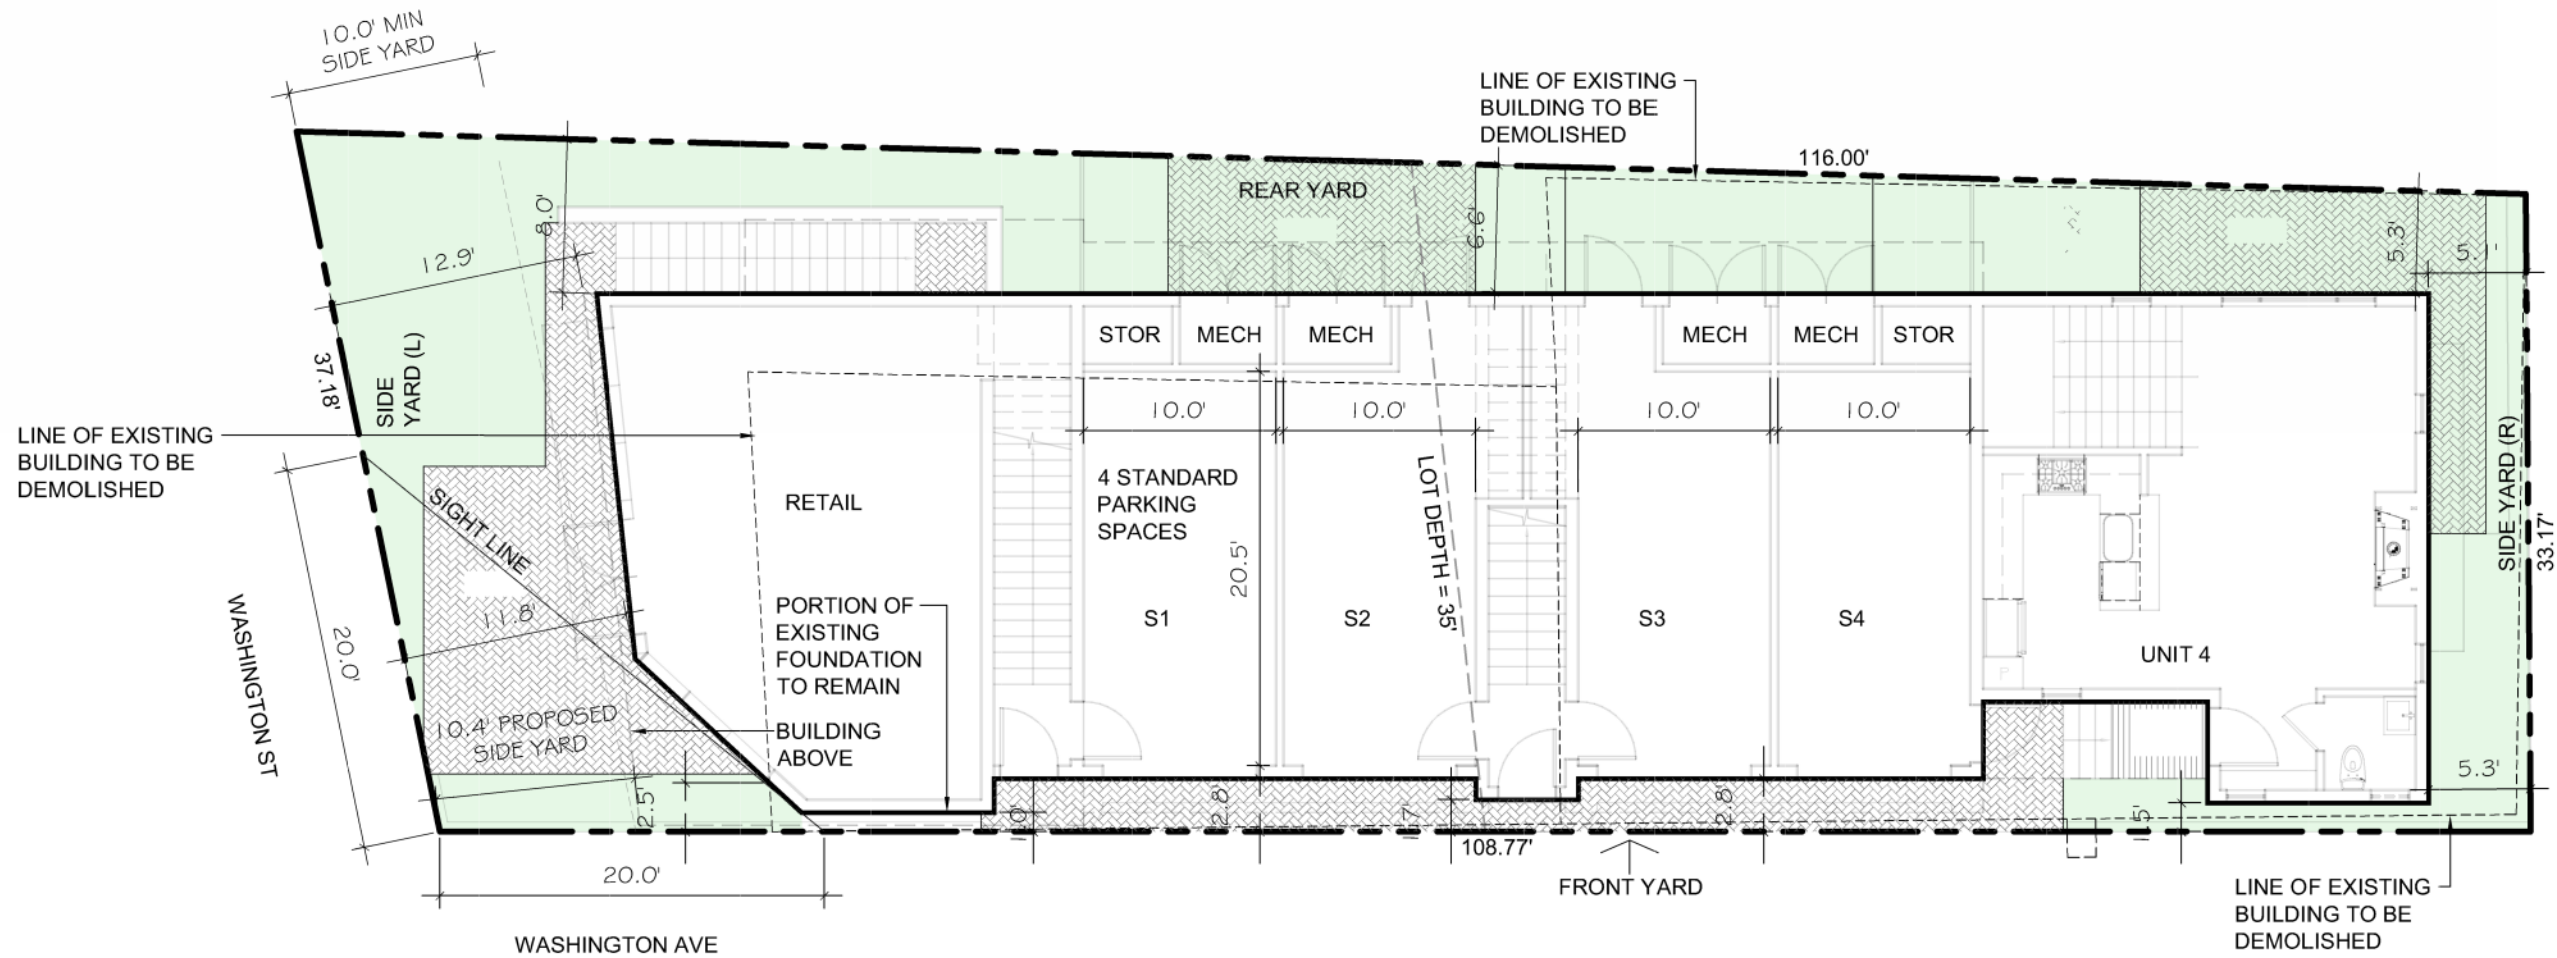 10.0' MIN
SIDE YARD
LINE OF EXISTING
BUILDING TO BE
DEMOLISHED
116.00'
REAR YARD
8.0'
6.6'
5.3'
5.1'
12.9'
37.18'
SIDE
YARD (L)
STOR
MECH
MECH
MECH
MECH
STOR
10.0'
10.0'
10.0'
10.0'
LINE OF EXISTING
BUILDING TO BE
DEMOLISHED
SIGHT LINE
RETAIL
4 STANDARD
PARKING
SPACES
LOT DEPTH = 35'
SIDE YARD (R)
33.17'
20.5'
WASHINGTON ST
20.0'
11.8'
PORTION OF
EXISTING
FOUNDATION
TO REMAIN
S1
S2
S3
S4
UNIT 4
P
10.4' PROPOSED
SIDE YARD
BUILDING
ABOVE
5.3'
2.5'
1.0'
2.8'
1.7'
2.8'
1.5'
108.77'
20.0'
FRONT YARD
LINE OF EXISTING
BUILDING TO BE
DEMOLISHED
WASHINGTON AVE